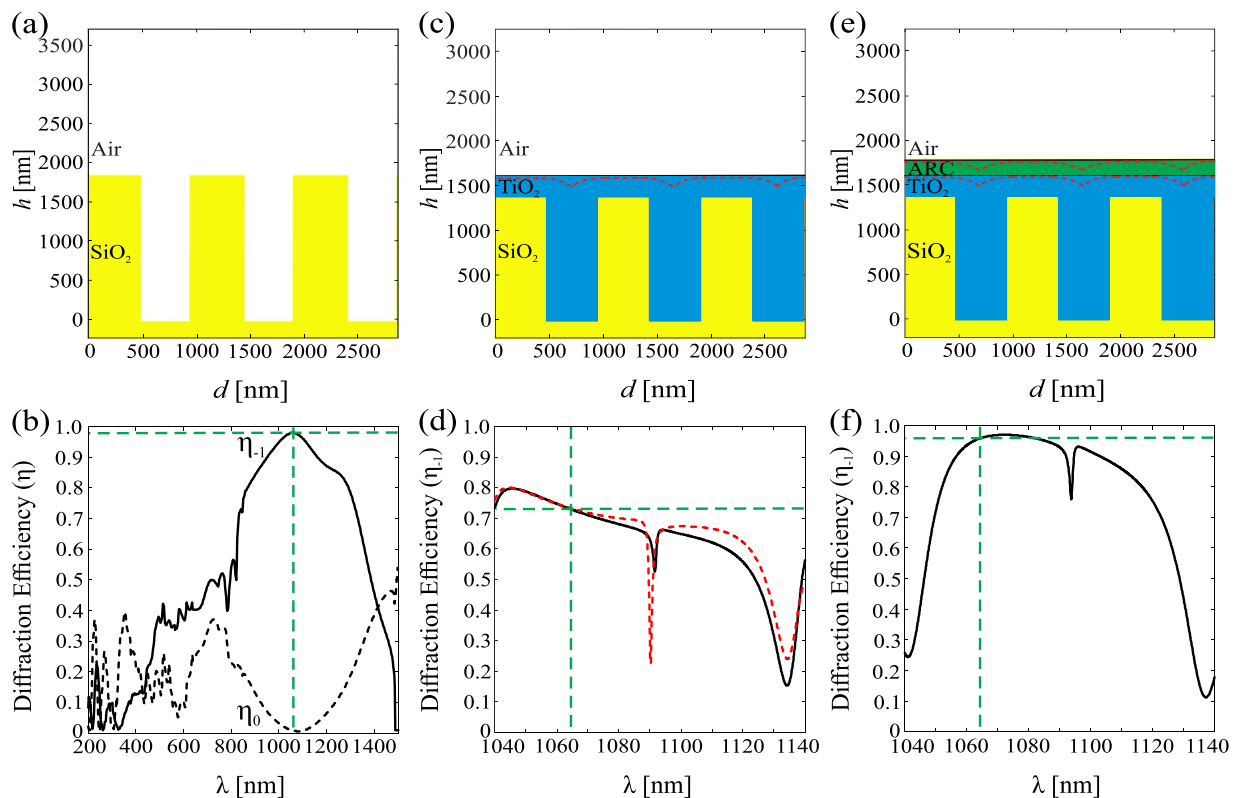 (a)
3500
3000
2500
2000
1500
1000
500
0
h [nm]
Air
SiO₂
0 500 1000 1500 2000 2500
d [nm]
(c)
3000
2500
2000
1500
1000
500
0
h [nm]
Air
TiO₂
SiO₂
0 500 1000 1500 2000 2500
d [nm]
(e)
3000
2500
2000
1500
1000
500
0
h [nm]
Air
ARC
TiO₂
SiO₂
0 500 1000 1500 2000 2500
d [nm]
(b)
1.0
0.9
0.8
0.7
0.6
0.5
0.4
0.3
0.2
0.1
0
Diffraction Efficiency (η)
η₋₁
η₀
200 400 600 800 1000 1200 1400
λ [nm]
(d)
1.0
0.9
0.8
0.7
0.6
0.5
0.4
0.3
0.2
0.1
0
Diffraction Efficiency (η₋₁)
1040 1060 1080 1100 1120 1140
λ [nm]
(f)
1.0
0.9
0.8
0.7
0.6
0.5
0.4
0.3
0.2
0.1
0
Diffraction Efficiency (η₋₁)
1040 1060 1080 1100 1120 1140
λ [nm]